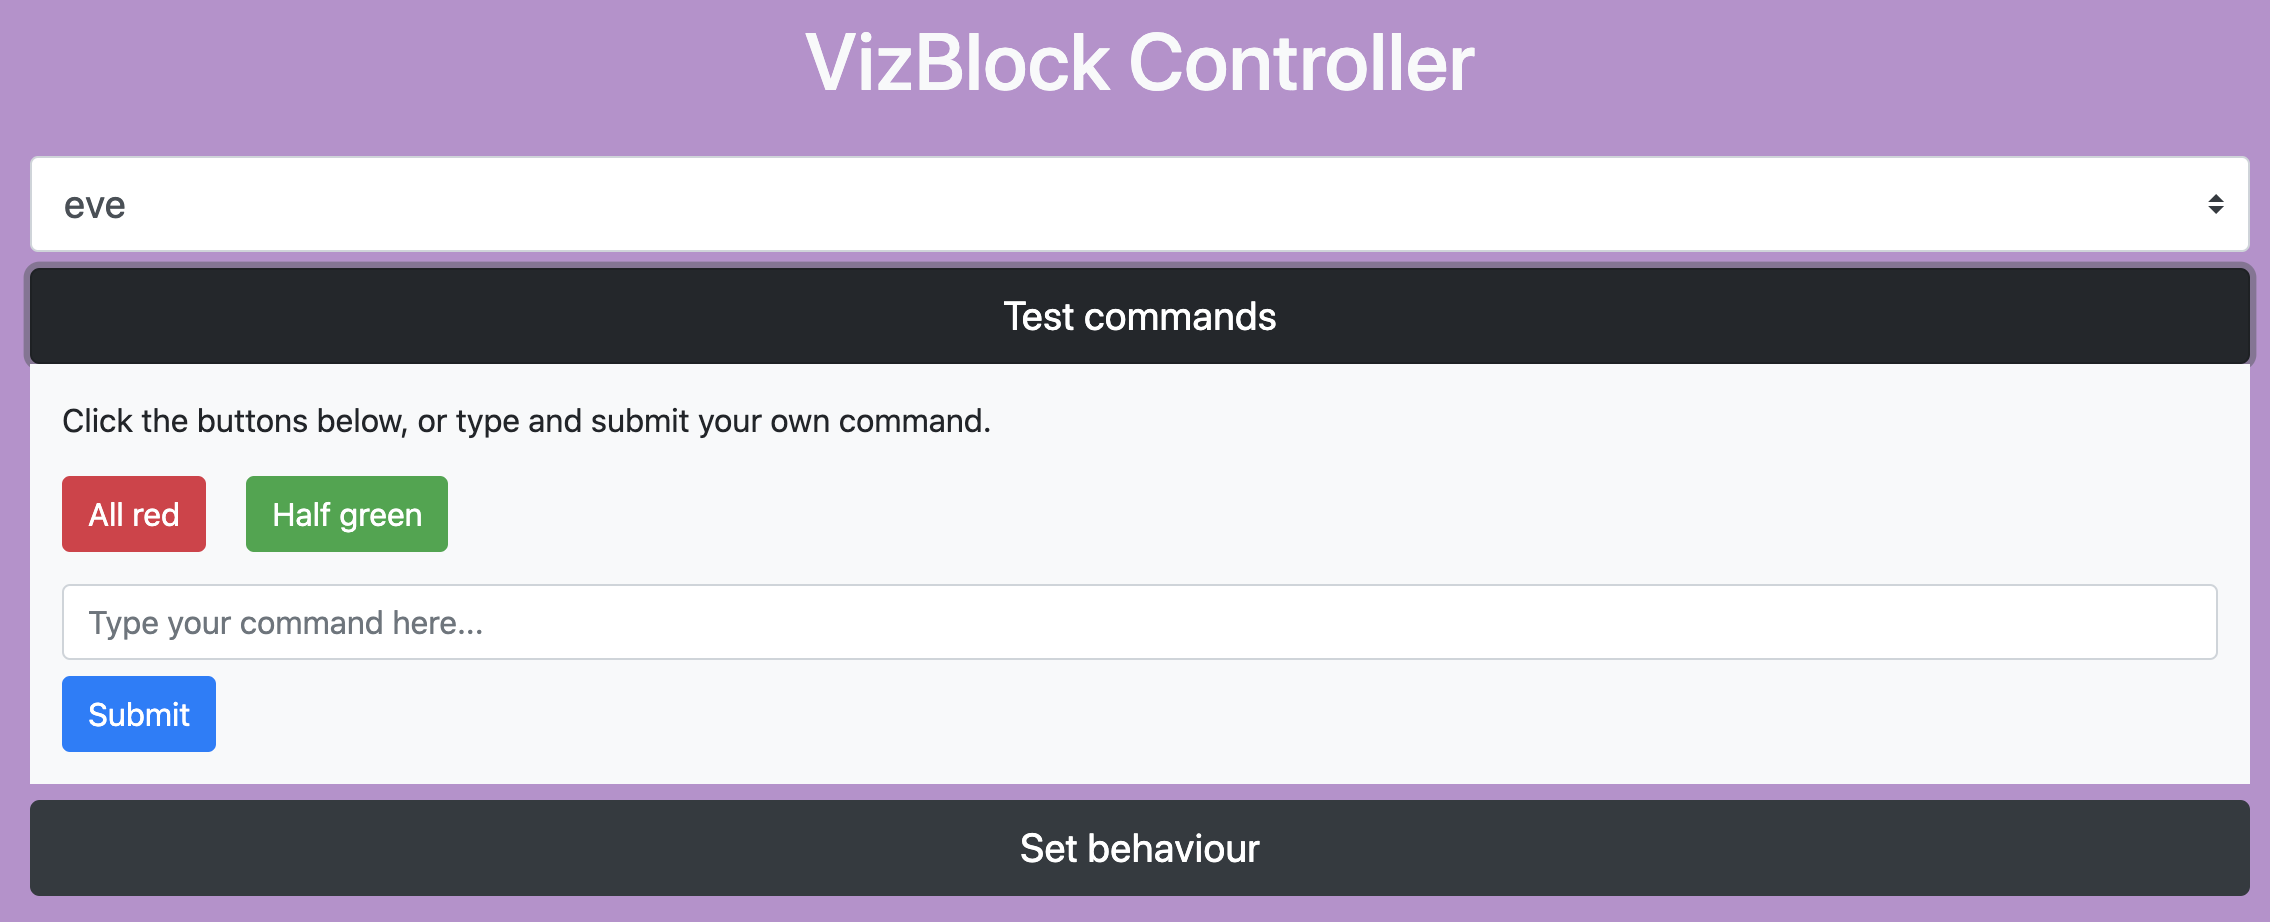 VizBlock Controller
eve
Test commands
Click the buttons below, or type and submit your own command.
All red
Half green
Type your command here...
Submit
Set behaviour